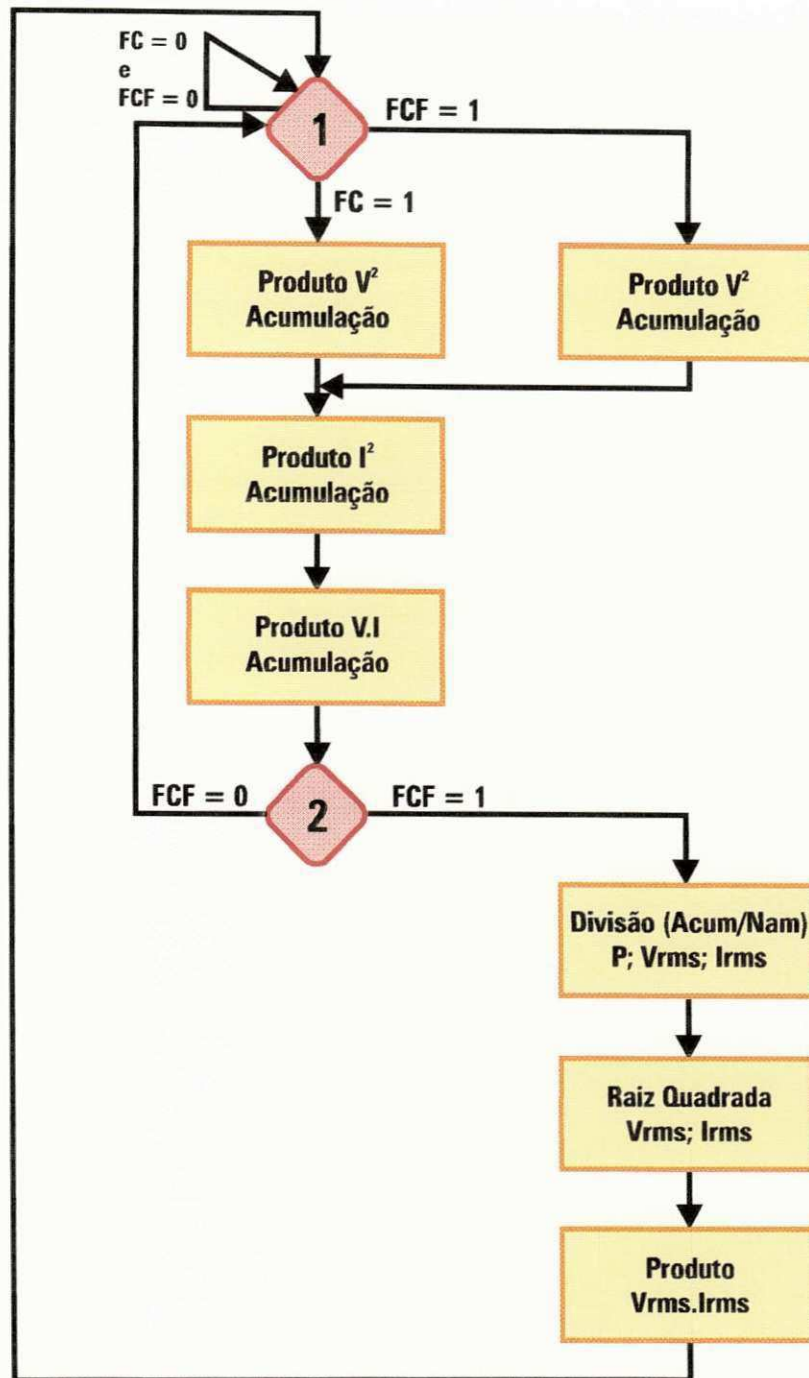 FC = 0
e
FCF = 0
1
FCF = 1
FC = 1
Produto V²
Acumulação
Produto V²
Acumulação
Produto I²
Acumulação
Produto V.I
Acumulação
FCF = 0
2
FCF = 1
Divisão (Acum/Nam)
P; Vrms; Irms
Raiz Quadrada
Vrms; Irms
Produto
Vrms.Irms